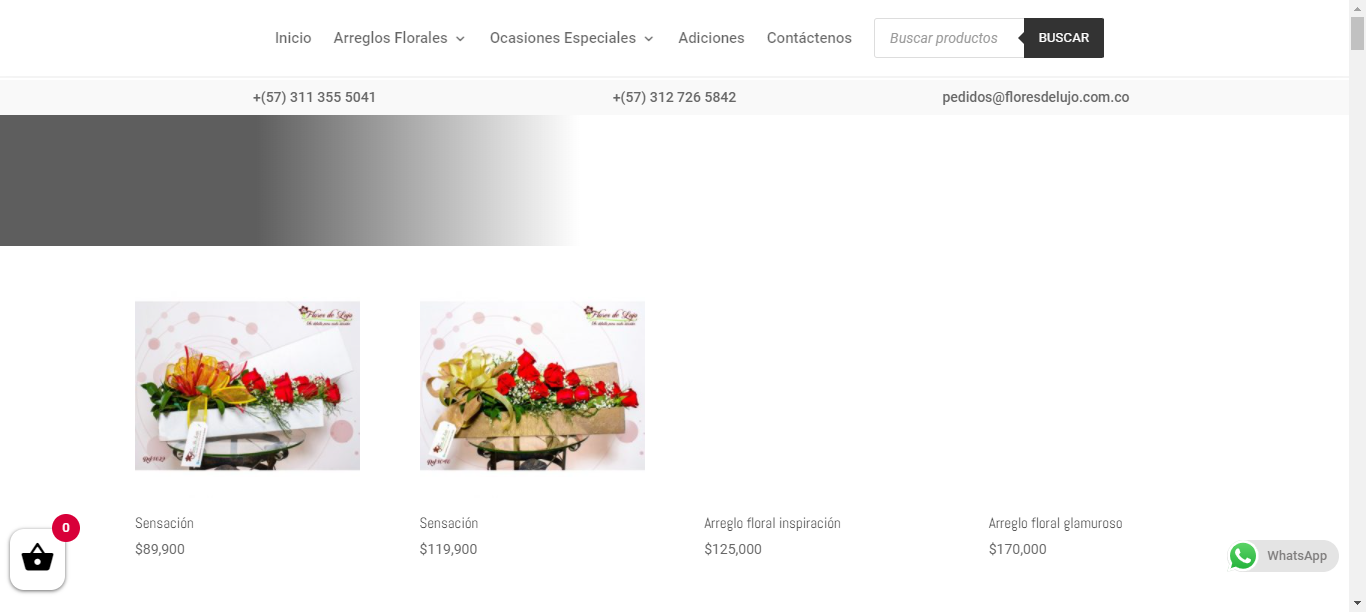 Inicio
Arreglos Florales
Ocasiones Especiales
Adiciones
Contáctenos
Buscar productos
BUSCAR
+(57) 311 355 5041
+(57) 312 726 5842
pedidos@floresdelujo.com.co
Flores de Lujo
Flores de Lujo
Sensación
$89,900
Sensación
$119,900
Arreglo floral inspiración
$125,000
Arreglo floral glamuroso
$170,000
0
WhatsApp